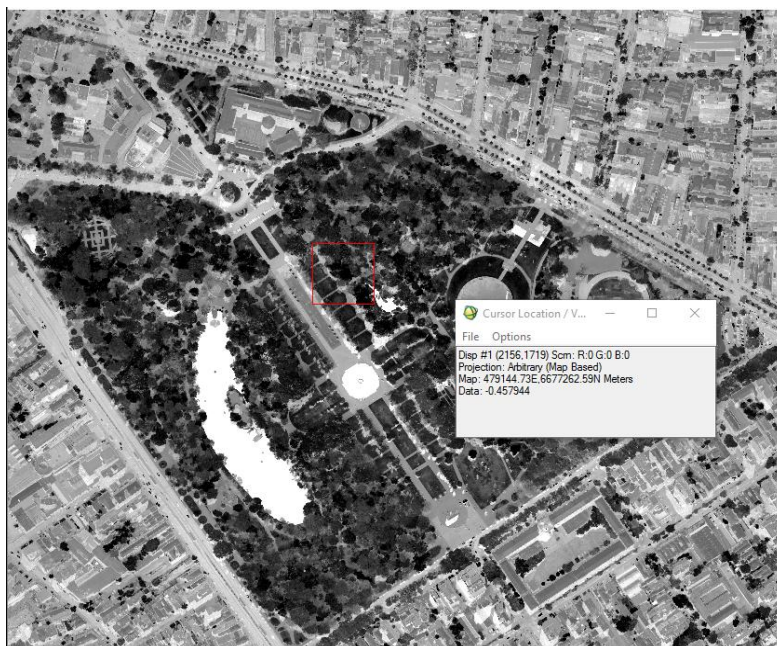 Cursor Location / V...
File Options
Disp #1 (2156,1719) Scrn: R:0 G:0 B:0
Projection: Arbitrary (Map Based)
Map: 479144.73E,6677262.59N Meters
Data: -0.457944